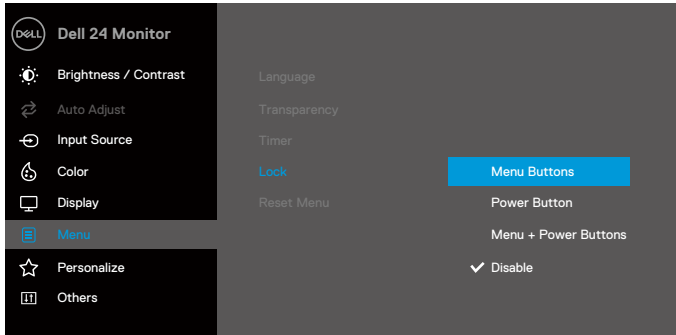 DELL Dell 24 Monitor
Brightness / Contrast
Auto Adjust
Input Source
Color
Display
Menu
Personalize
Others
Language
Transparency
Timer
Lock
Reset Menu
Menu Buttons
Power Button
Menu + Power Buttons
Disable